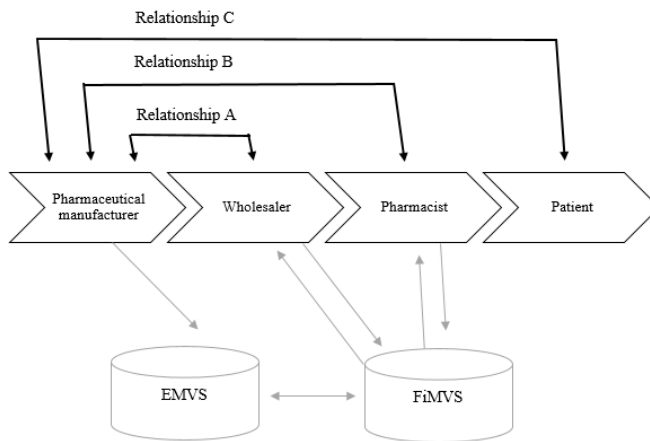 Relationship C
Relationship B
Relationship A
Pharmaceutical
manufacturer
Wholesaler
Pharmacist
Patient
EMVS
FiMVS